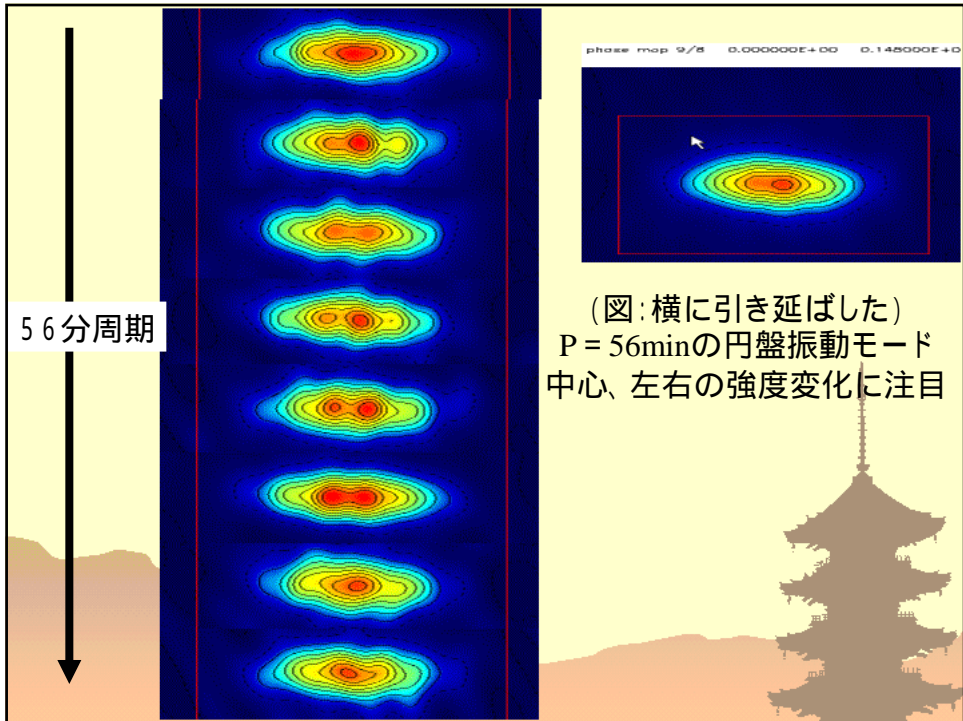 phase map 9/8 0.000000E+00 0.148000E+0
56分周期
(図:横に引き延ばした)
P = 56minの円盤振動モード
中心、左右の強度変化に注目